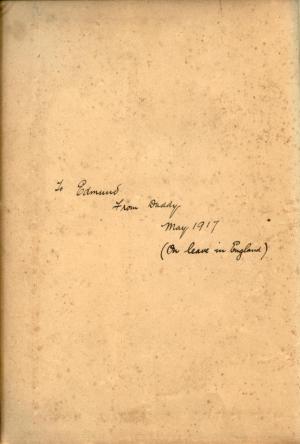 To Edmund
From Daddy
May 1917
(On leave in England)